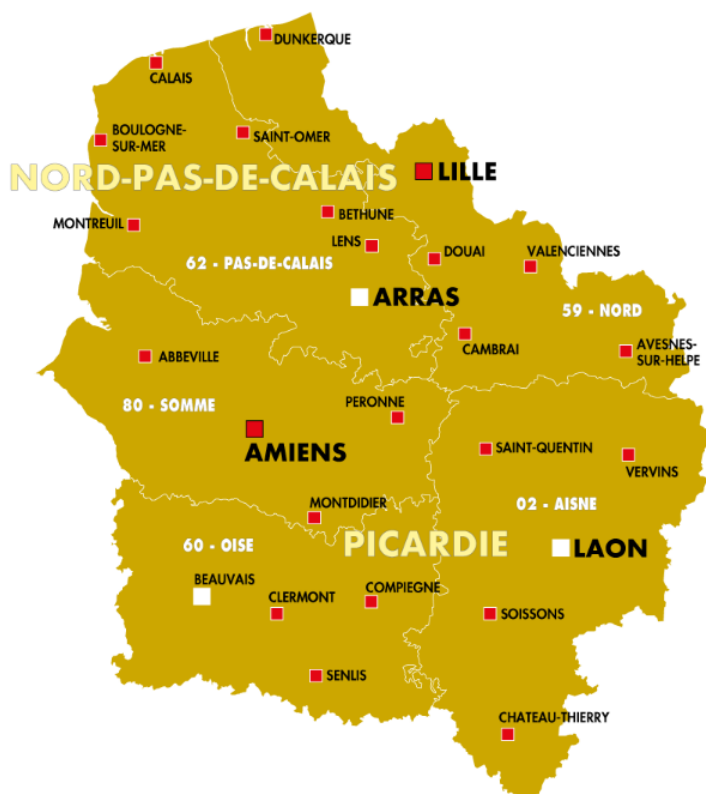 DUNKERQUE
CALAIS
BOULOGNE-
SUR-MER
SAINT-OMER
NORD-PAS-DE-CALAIS
LILLE
BETHUNE
MONTREUIL
LENS
DOUAI
VALENCIENNES
62 - PAS-DE-CALAIS
ARRAS
59 - NORD
CAMBRAI
AVESNES-
SUR-HELPE
ABBEVILLE
80 - SOMME
PERONNE
AMIENS
SAINT-QUENTIN
VERVINS
MONTDIDIER
02 - AISNE
60 - OISE
PICARDIE
LAON
BEAUVAIS
CLERMONT
COMPIEGNE
SOISSONS
SENLIS
CHATEAU-THIERRY